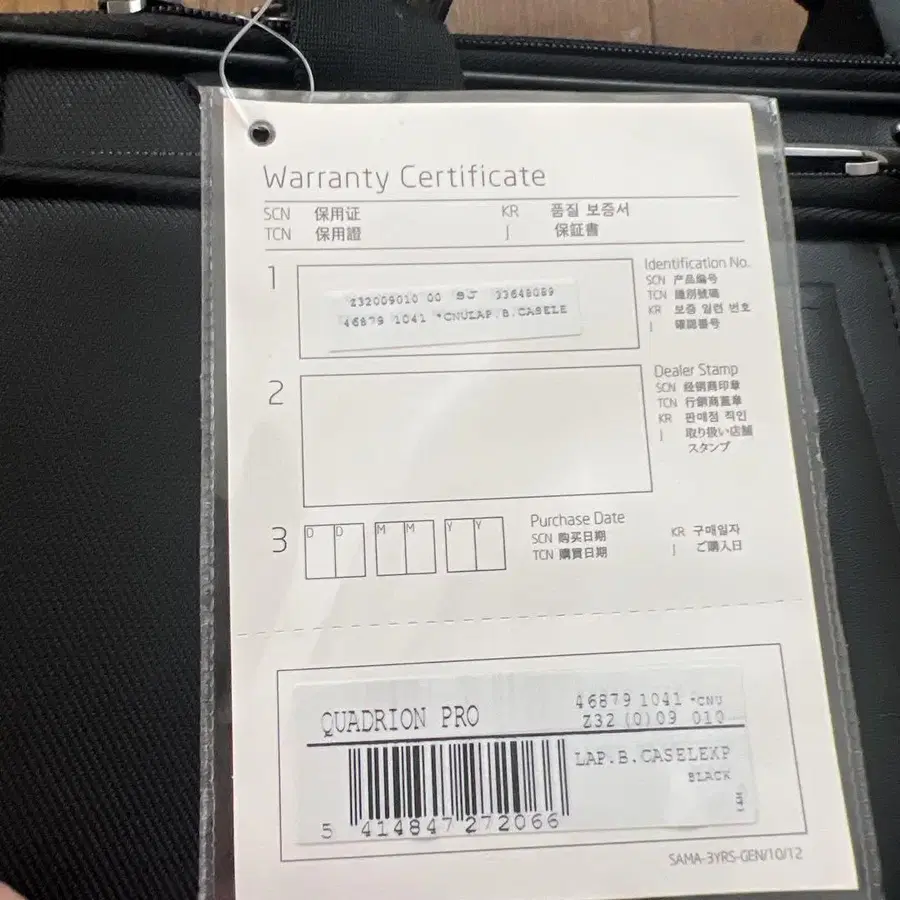 Warranty Certificate
SCN 保用证 KR 품질 보증서
TCN 保用證 J 保証書
1
Z32009010 00 SJ 33648089
46879 1041 *CNULAP.B.CASELE
Identification No.
SCN 产品编号
TCN 識別號碼
KR 보증 일련 번호
J 確認番号
2
Dealer Stamp
SCN 经销商印章
TCN 行銷商蓋章
KR 판매점 직인
J 取り扱い店舗
スタンプ
3
D D M M Y Y
Purchase Date
SCN 购买日期 KR 구매일자
TCN 購買日期 J ご購入日
QUADRION PRO
46879 1041 *CNU
Z32 (0)09 010
LAP.B.CASELEXP
BLACK
5 414847 272066
SAMA-3YRS-GEN/10/12